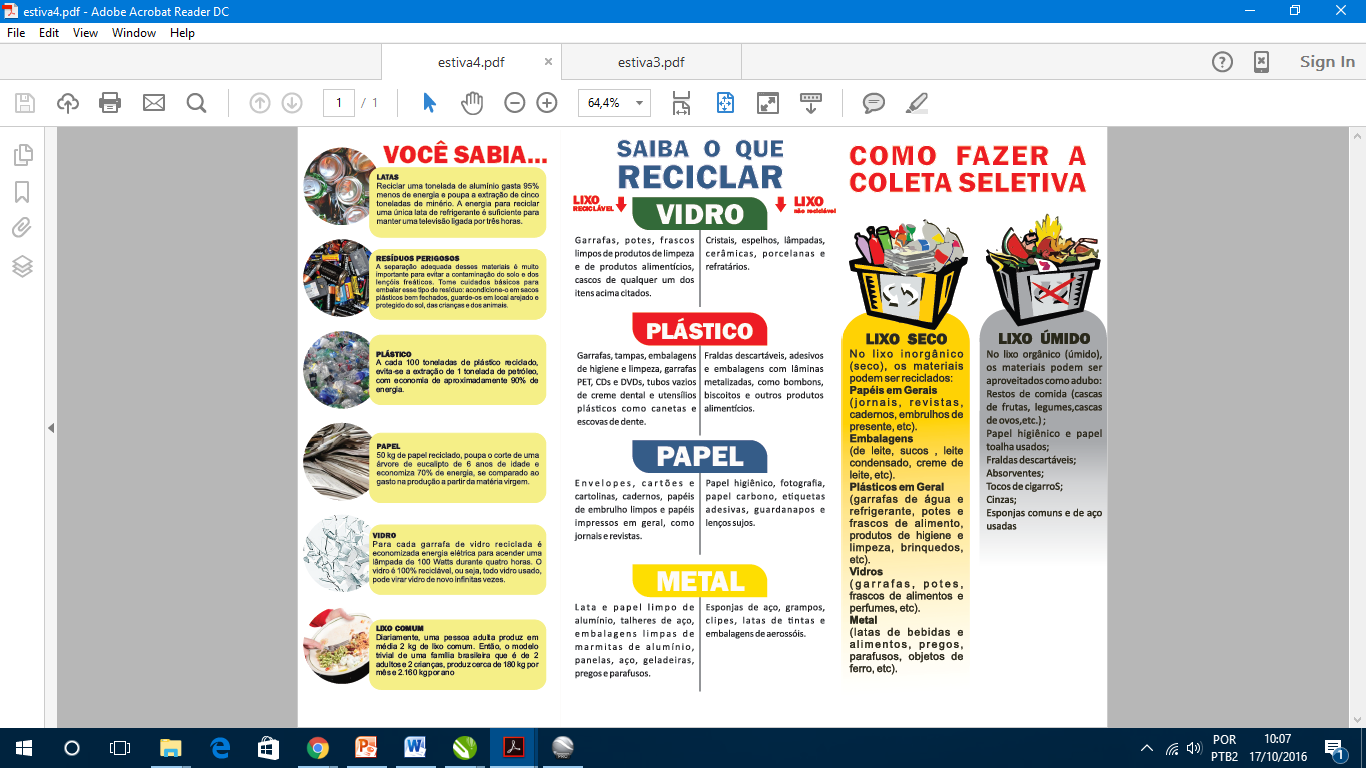 estiva4.pdf - Adobe Acrobat Reader DC
File Edit View Window Help
estiva4.pdf × estiva3.pdf
Sign In
1 / 1
64,4%
VOCÊ SABIA...
LATAS
Reciclar uma tonelada de alumínio gasta 95%
menos de energia e poupa a extração de cinco
toneladas de minério. A energia para reciclar
uma única lata de refrigerante é suficiente para
manter uma televisão ligada por três horas.
RESÍDUOS PERIGOSOS
A separação adequada desses materiais é muito
importante para evitar a contaminação do solo e dos
lençóis freáticos. Tome cuidados básicos para
embalar esse tipo de resíduo: acondicione-o em sacos
plásticos bem fechados, guarde-os em local arejado e
protegido do sol, das crianças e dos animais.
PLÁSTICO
A cada 100 toneladas de plástico reciclado,
evita-se a extração de 1 tonelada de petróleo,
com economia de aproximadamente 90% de
energia.
PAPEL
50 kg de papel reciclado, poupa o corte de uma
árvore de eucalipto de 6 anos de idade e
economiza 70% de energia, se comparado ao
gasto na produção a partir da matéria virgem.
VIDRO
Para cada garrafa de vidro reciclada é
economizada energia elétrica para acender uma
lâmpada de 100 Watts durante quatro horas. O
vidro é 100% reciclável, ou seja, todo vidro usado,
pode virar vidro de novo infinitas vezes.
LIXO COMUM
Diariamente, uma pessoa adulta produz em
média 2 kg de lixo comum. Então, o modelo
trivial de uma família brasileira que é de 2
adultos e 2 crianças, produz cerca de 180 kg por
mês e 2.160 kg por ano
SAIBA O QUE
RECICLAR
LIXO
RECICLÁVEL
LIXO
não reciclável
VIDRO
Garrafas, potes, frascos
limpos de produtos de limpeza
e de produtos alimentícios,
cascos de qualquer um dos
itens acima citados.
Cristais, espelhos, lâmpadas,
cerâmicas, porcelanas e
refratários.
PLÁSTICO
Garrafas, tampas, embalagens
de higiene e limpeza, garrafas
PET, CDs e DVDs, tubos vazios
de creme dental e utensílios
plásticos como canetas e
escovas de dente.
Fraldas descartáveis, adesivos
e embalagens com lâminas
metalizadas, como bombons,
biscoitos e outros produtos
alimentícios.
PAPEL
Envelopes, cartões e
cartolinas, cadernos, papéis
de embrulho limpos e papéis
impressos em geral, como
jornais e revistas.
Papel higiênico, fotografia,
papel carbono, etiquetas
adesivas, guardanapos e
lenços sujos.
METAL
Lata e papel limpo de
alumínio, talheres de aço,
embalagens limpas de
marmitas de alumínio,
panelas, aço, geladeiras,
pregos e parafusos.
Esponjas de aço, grampos,
clipes, latas de tintas e
embalagens de aerossóis.
COMO FAZER A
COLETA SELETIVA
LIXO SECO
No lixo inorgânico
(seco), os materiais
podem ser reciclados:
Papéis em Gerais
(jornais, revistas,
cadernos, embrulhos de
presente, etc).
Embalagens
(de leite, sucos , leite
condensado, creme de
leite, etc).
Plásticos em Geral
(garrafas de água e
refrigerante, potes e
frascos de alimento,
produtos de higiene e
limpeza, brinquedos,
etc).
Vidros
(garrafas, potes,
frascos de alimentos e
perfumes, etc).
Metal
(latas de bebidas e
alimentos, pregos,
parafusos, objetos de
ferro, etc).
LIXO ÚMIDO
No lixo orgânico (úmido),
os materiais podem ser
aproveitados como adubo:
Restos de comida (cascas
de frutas, legumes,cascas
de ovos,etc.) ;
Papel higiênico e papel
toalha usados;
Fraldas descartáveis;
Absorventes;
Tocos de cigarroS;
Cinzas;
Esponjas comuns e de aço
usadas
POR
PTB2
10:07
17/10/2016
1